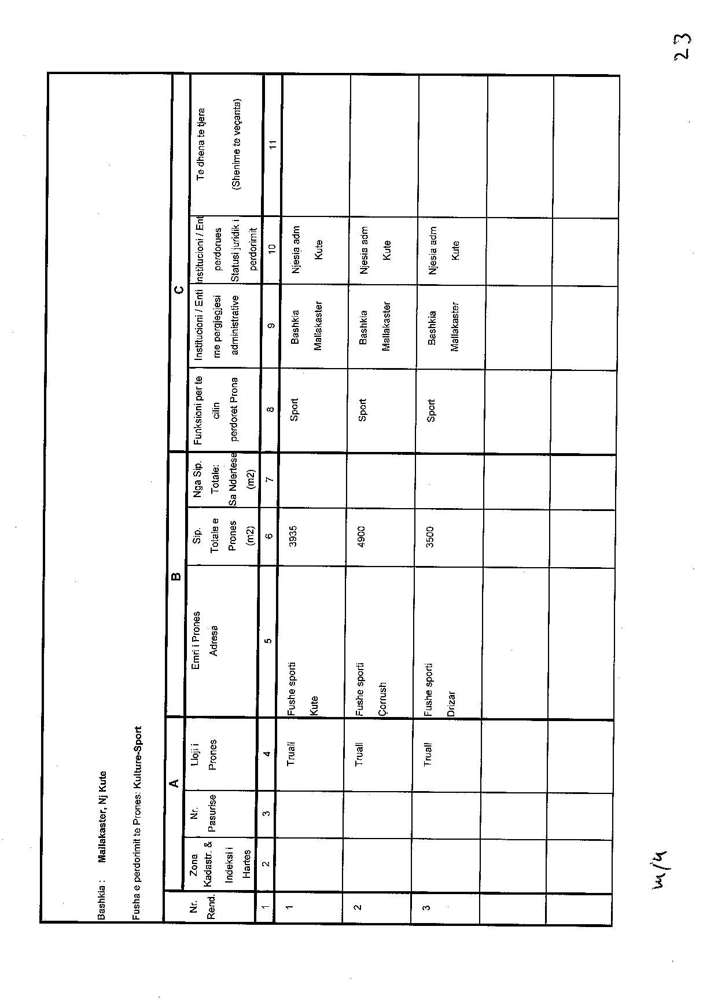 23
Bashkia : Mallakaster, Nj Kute
Fusha e perdorimit te Prones: Kulture-Sport
A B C
Nr. Rend.
Zona Kadastr. & Indeksi i Hartes
Nr. Pasurise
Lloji i Prones
Emri i Prones Adresa
Sip. Totale e Prones (m2)
Nga Sip. Totale: Sa Ndertese (m2)
Funksioni per te cilin perdoret Prona
Institucioni / Enti me pergjegjesi administrative
Institucioni / Ent perdorues Statusi juridik i perdorimit
Te dhena te tjera (Shenime te veçanta)
1 2 3 4 5 6 7 8 9 10 11
1 Truall Fushe sporti Kute 3935 Sport Bashkia Mallakaster Njesia adm Kute
2 Truall Fushe sporti Çorrush 4900 Sport Bashkia Mallakaster Njesia adm Kute
3 Truall Fushe sporti Drizar 3500 Sport Bashkia Mallakaster Njesia adm Kute